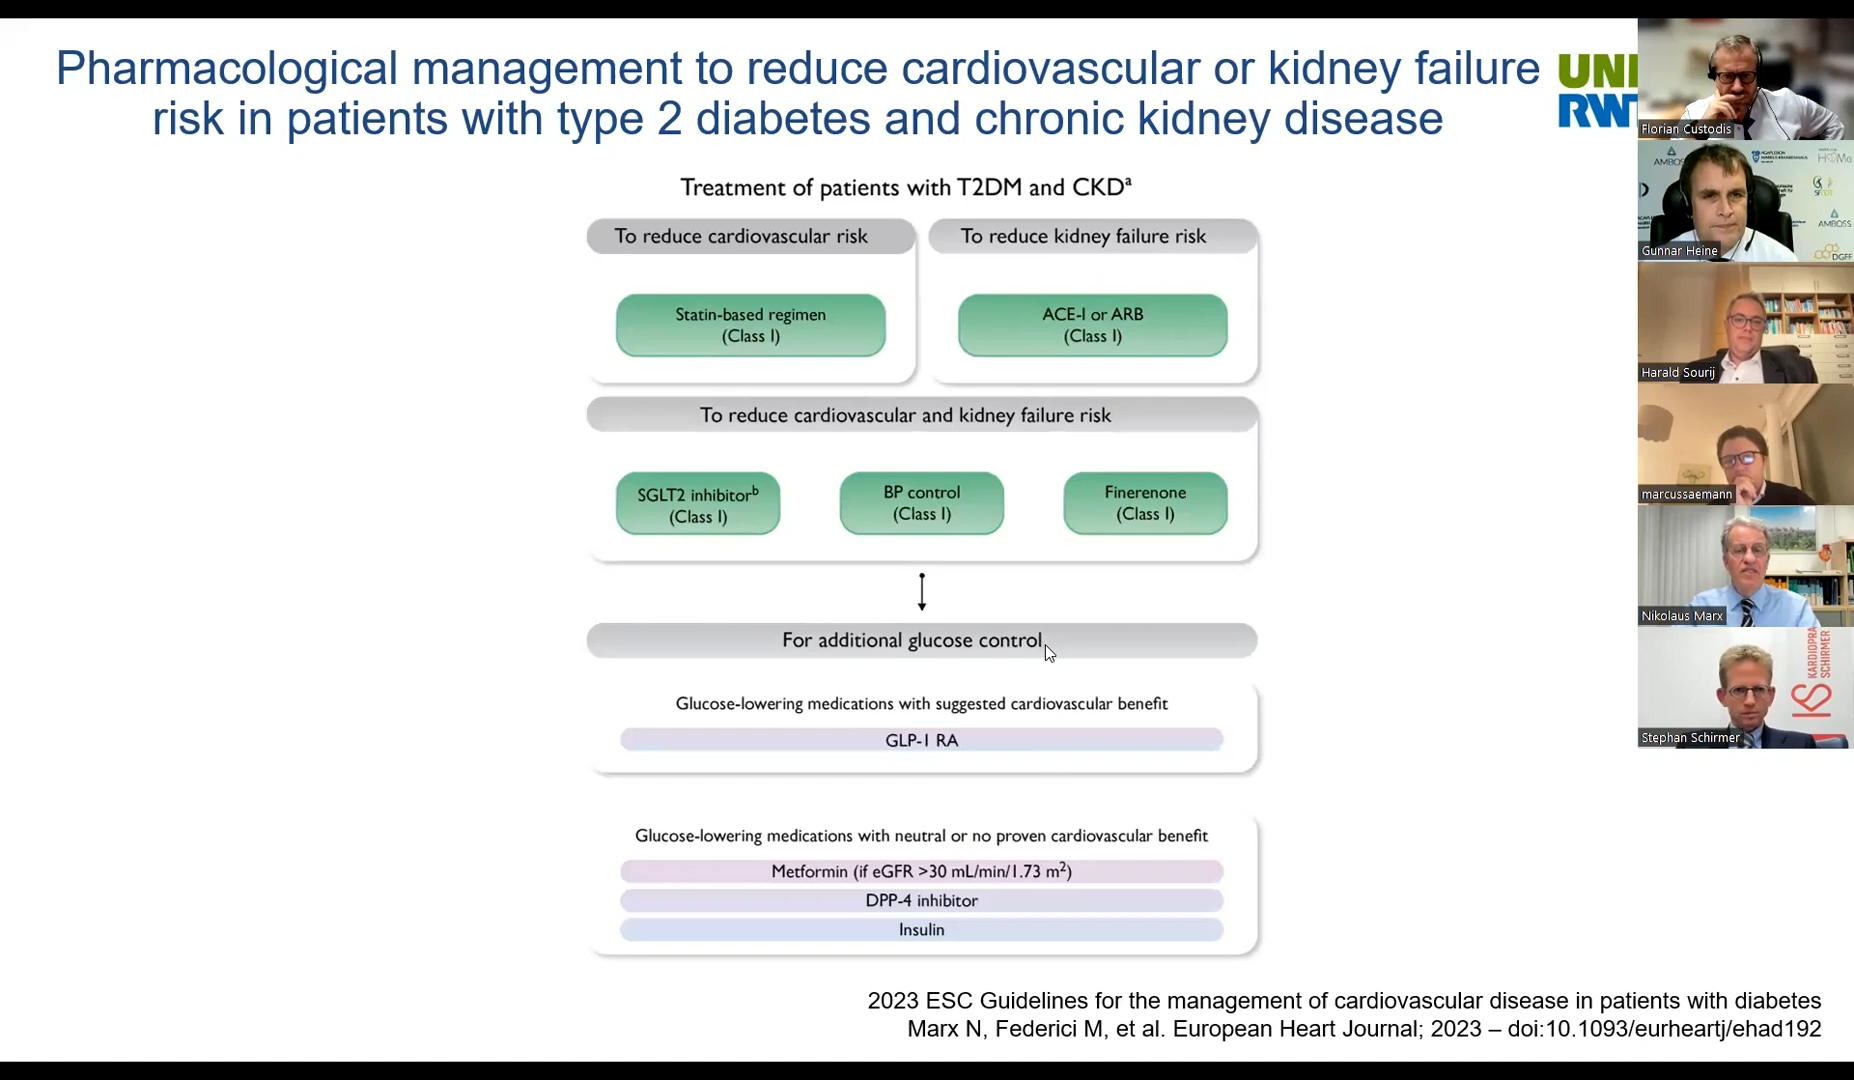 Pharmacological management to reduce cardiovascular or kidney failure
risk in patients with type 2 diabetes and chronic kidney disease
UNI
RWT
Treatment of patients with T2DM and CKDᵃ
To reduce cardiovascular risk
To reduce kidney failure risk
Statin-based regimen
(Class I)
ACE-I or ARB
(Class I)
To reduce cardiovascular and kidney failure risk
SGLT2 inhibitorᵇ
(Class I)
BP control
(Class I)
Finerenone
(Class I)
For additional glucose control
Glucose-lowering medications with suggested cardiovascular benefit
GLP-1 RA
Glucose-lowering medications with neutral or no proven cardiovascular benefit
Metformin (if eGFR >30 mL/min/1.73 m²)
DPP-4 inhibitor
Insulin
2023 ESC Guidelines for the management of cardiovascular disease in patients with diabetes
Marx N, Federici M, et al. European Heart Journal; 2023 – doi:10.1093/eurheartj/ehad192
Florian Custodis
AMBOSS
Gunnar Heine
AMBOSS
DGFF
Harald Sourij
marcussaemann
Nikolaus Marx
KARDIOPRA
SCHIRMER
KS
Stephan Schirmer